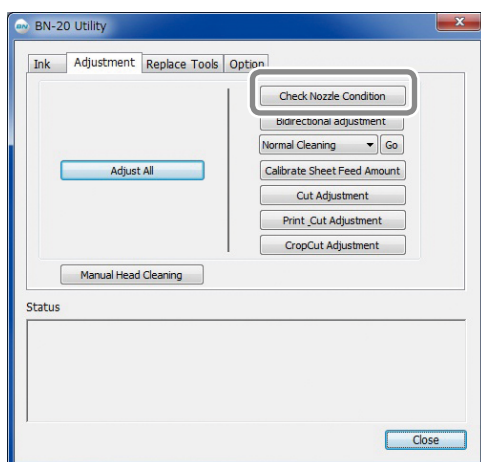 BN-20 Utility
Ink Adjustment Replace Tools Option
Check Nozzle Condition
Bidirectional adjustment
Normal Cleaning Go
Adjust All
Calibrate Sheet Feed Amount
Cut Adjustment
Print_Cut Adjustment
CropCut Adjustment
Manual Head Cleaning
Status
Close